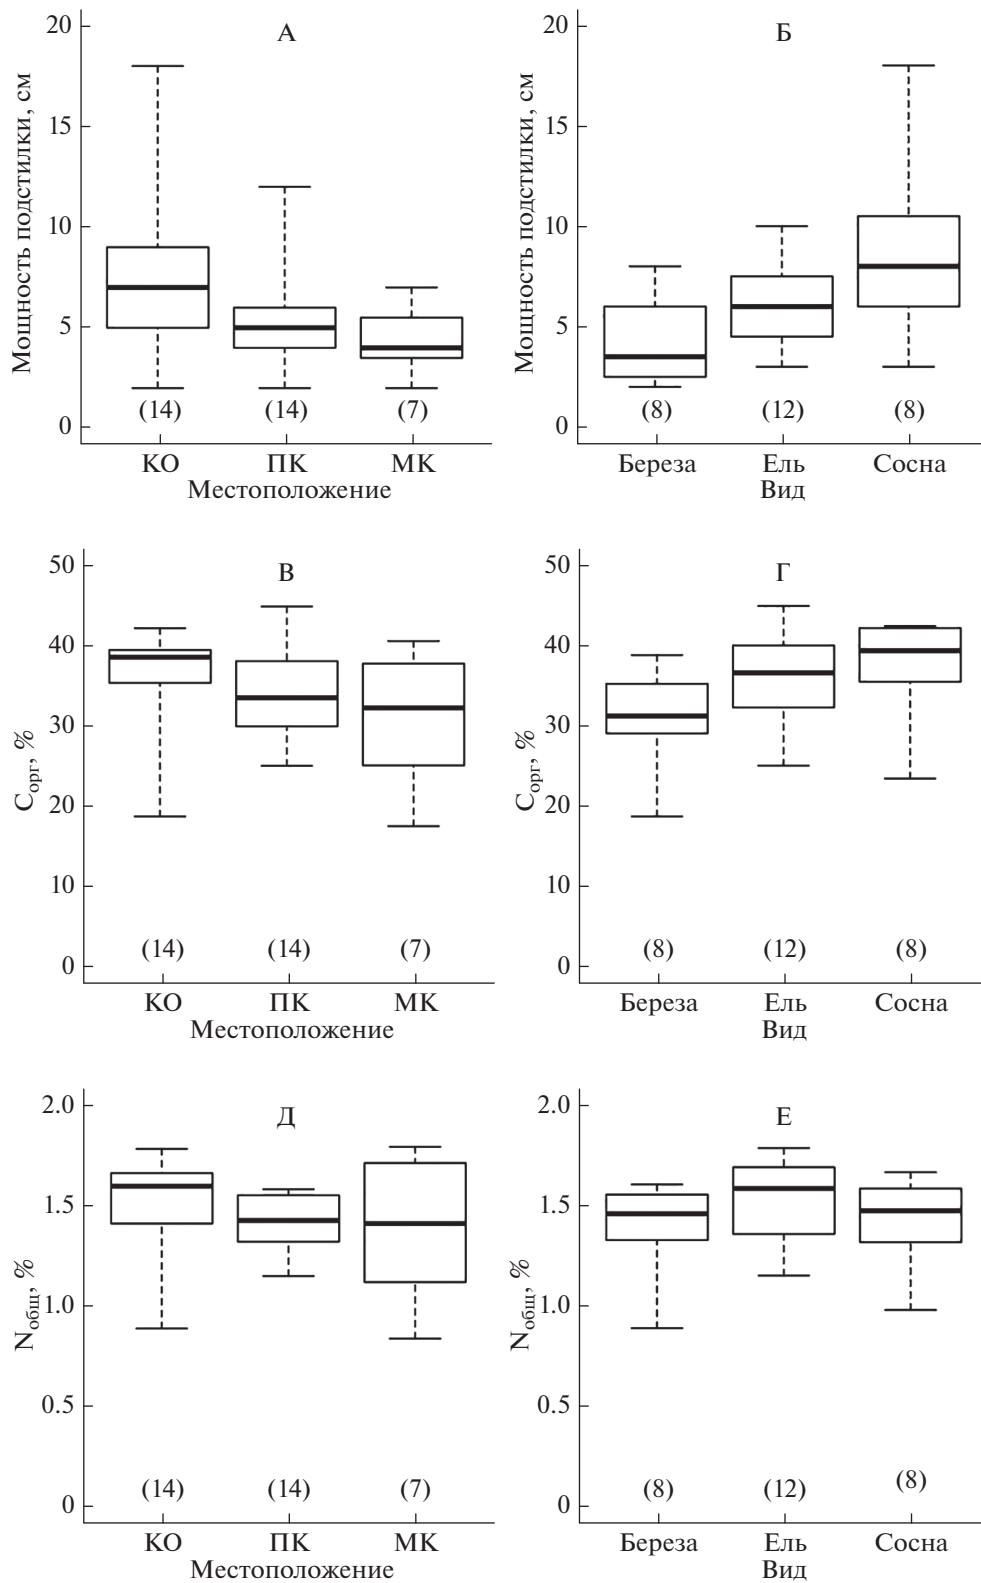 А
Мощность подстилки, см
20
15
10
5
0
(14) (14) (7)
КО ПК МК
Местоположение
Б
Мощность подстилки, см
20
15
10
5
0
(8) (12) (8)
Береза Ель Сосна
Вид
В
Cорг, %
50
40
30
20
10
0
(14) (14) (7)
КО ПК МК
Местоположение
Г
Cорг, %
50
40
30
20
10
0
(8) (12) (8)
Береза Ель Сосна
Вид
Д
Nобщ, %
2.0
1.5
1.0
0.5
0
(14) (14) (7)
КО ПК МК
Местоположение
Е
Nобщ, %
2.0
1.5
1.0
0.5
0
(8) (12) (8)
Береза Ель Сосна
Вид